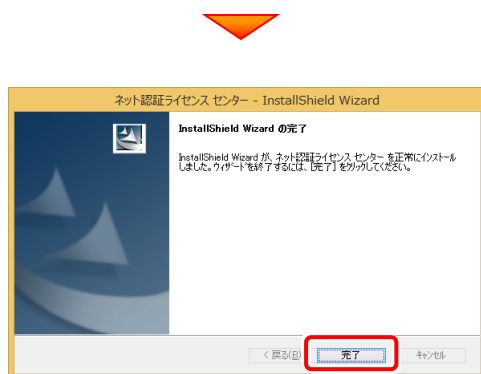 ネット認証ライセンス センター - InstallShield Wizard
InstallShield Wizard の完了
InstallShield Wizard が、ネット認証ライセンス センター を正常にインストール
しました。ウィザードを終了するには、[完了] をクリックしてください。
< 戻る(B)
完了
キャンセル